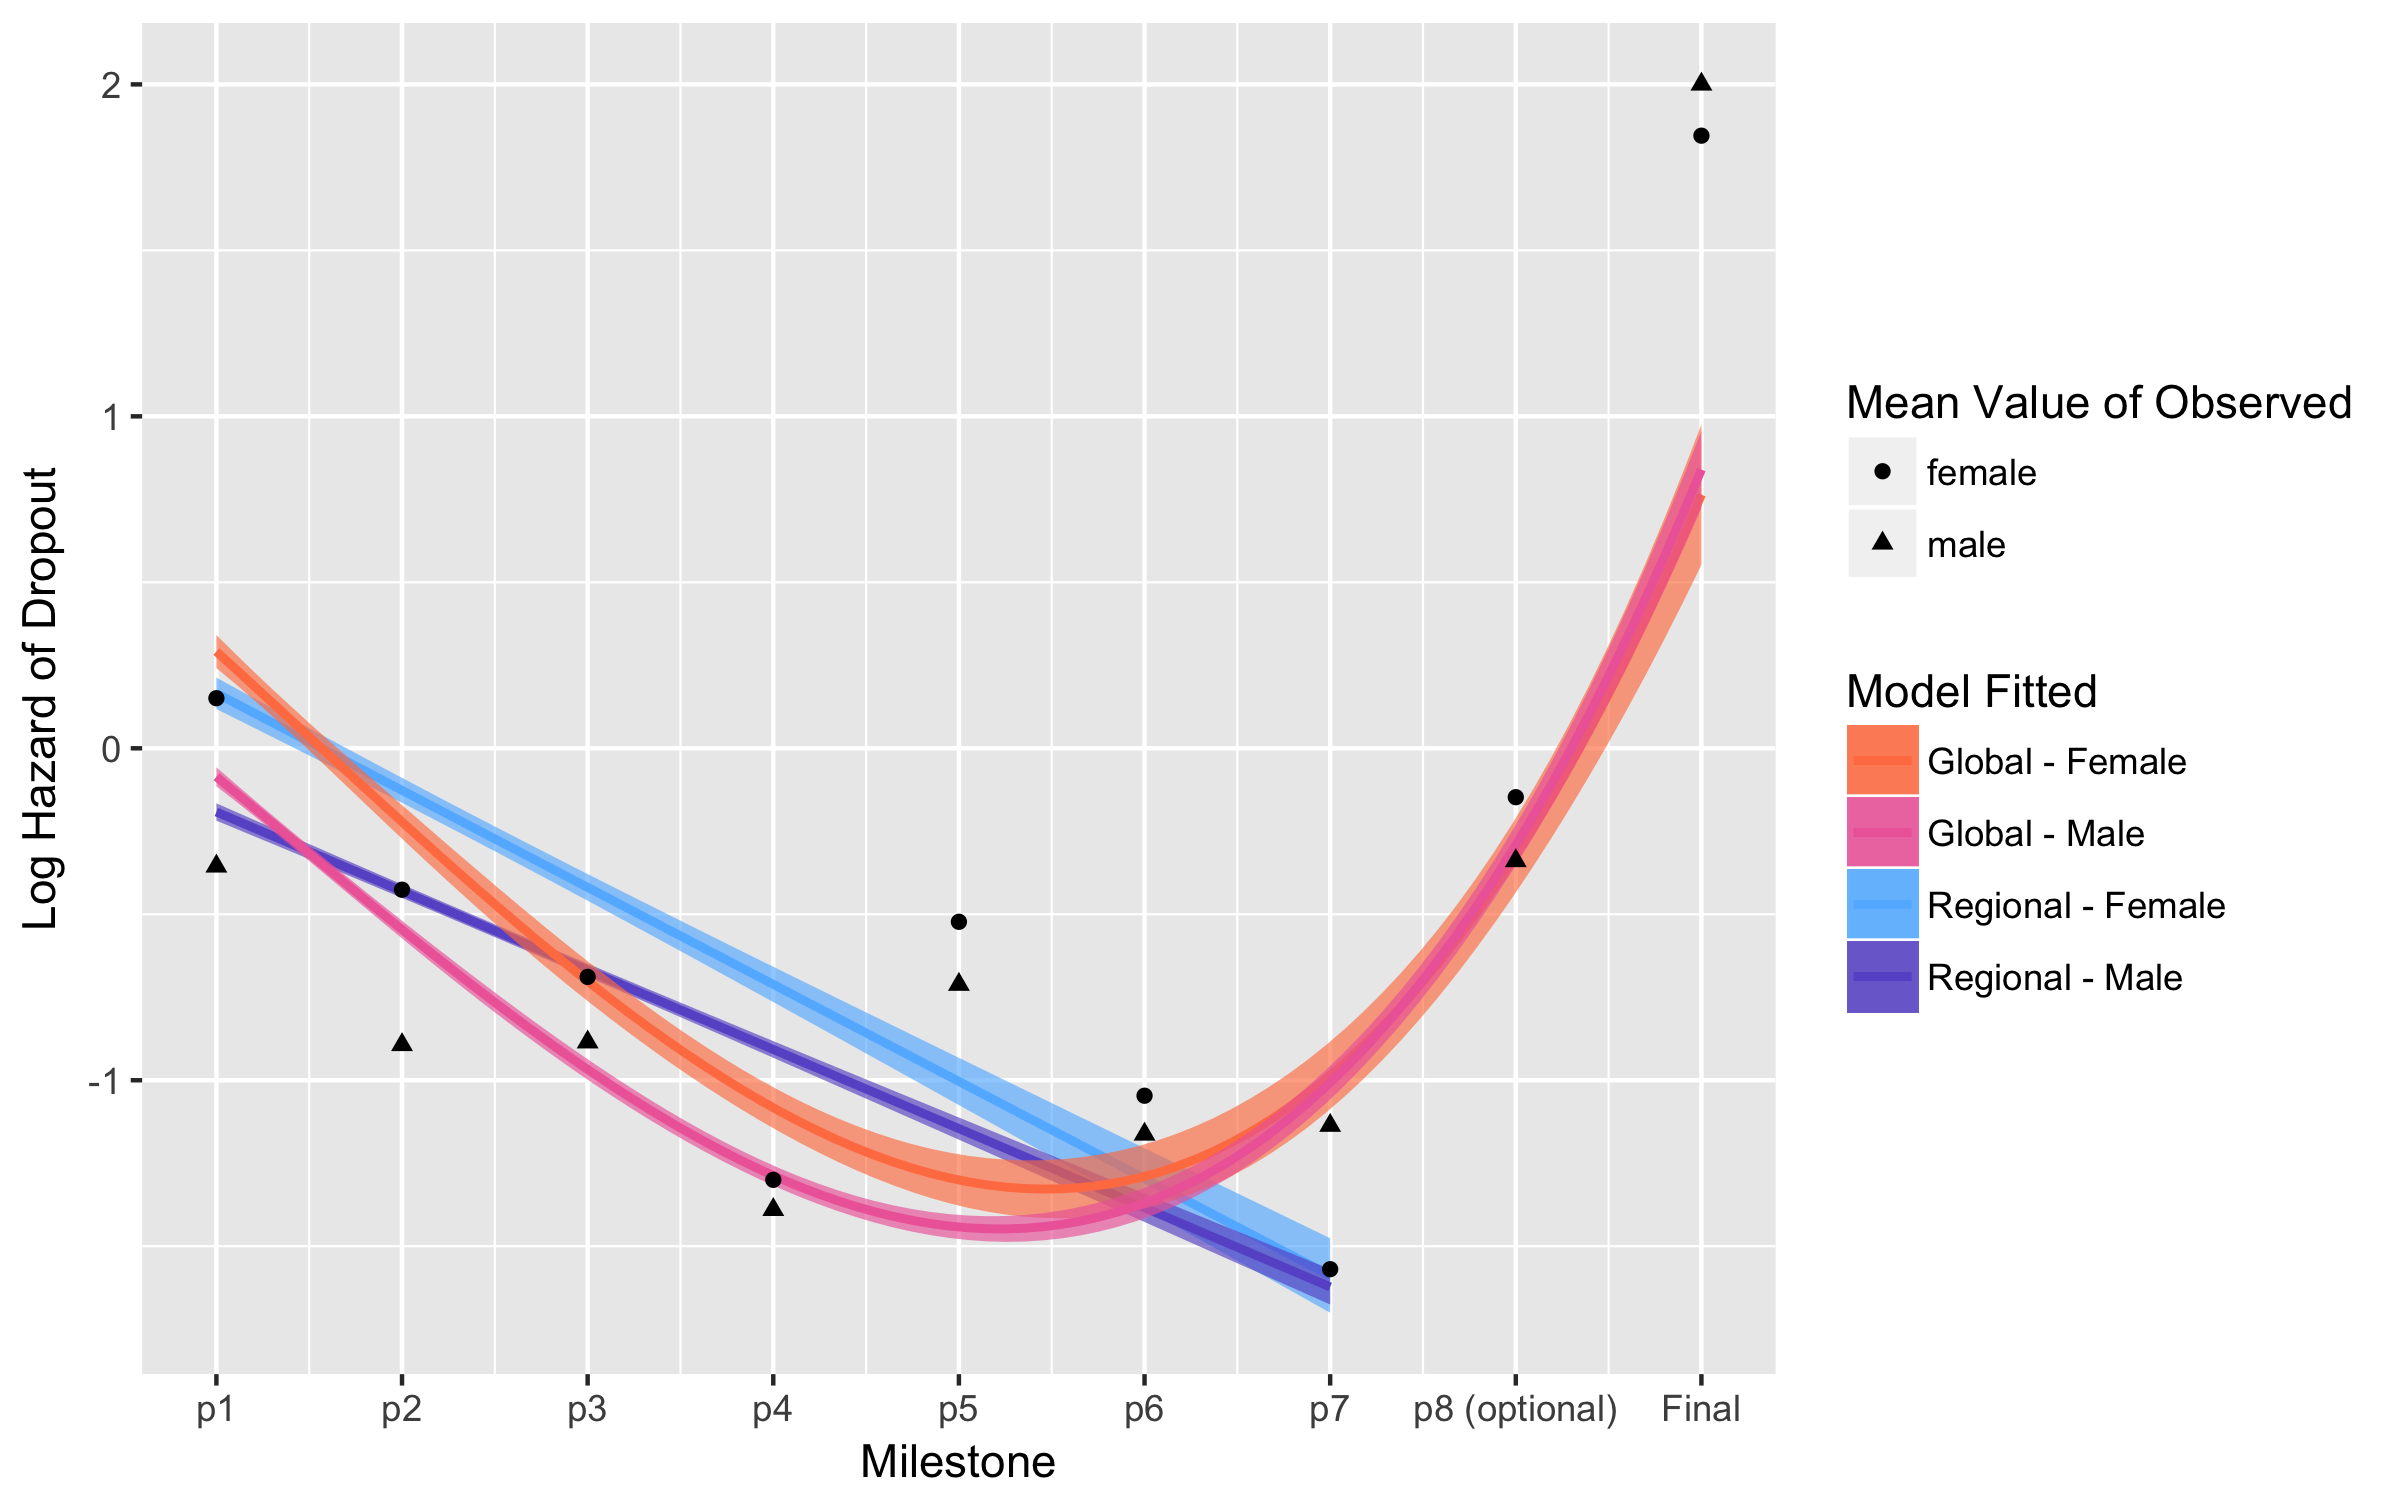 2
1
0
-1
Log Hazard of Dropout
p1 p2 p3 p4 p5 p6 p7 p8 (optional) Final
Milestone
Mean Value of Observed
female
male
Model Fitted
Global - Female
Global - Male
Regional - Female
Regional - Male